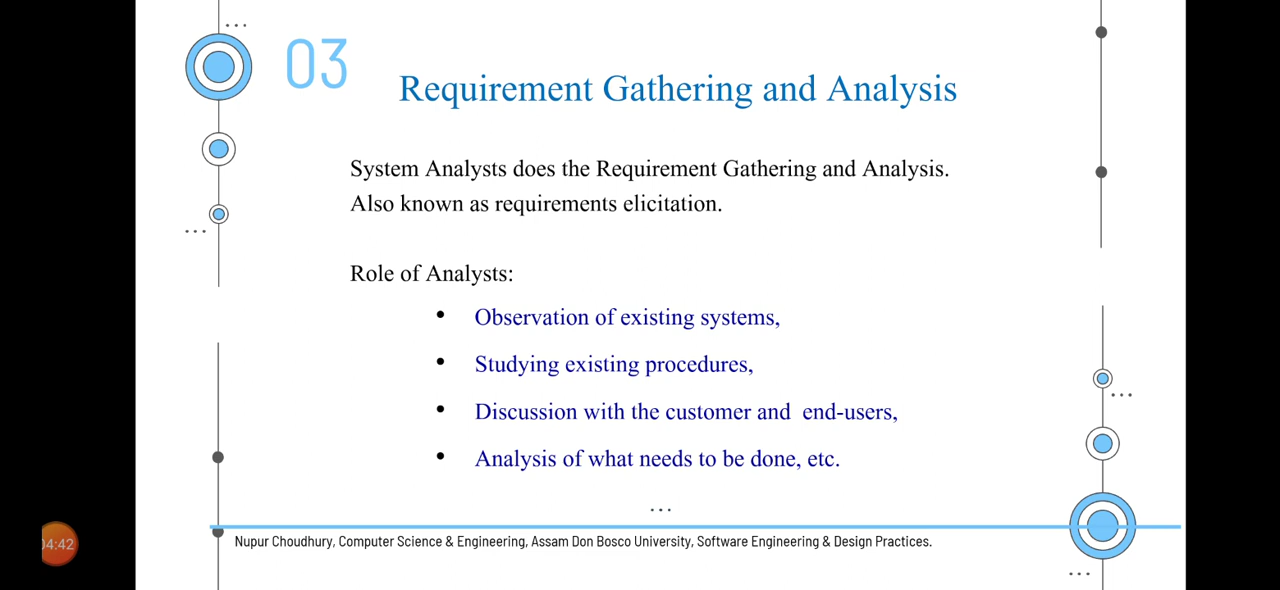 03
Requirement Gathering and Analysis
System Analysts does the Requirement Gathering and Analysis.
Also known as requirements elicitation.
Role of Analysts:
• Observation of existing systems,
• Studying existing procedures,
• Discussion with the customer and end-users,
• Analysis of what needs to be done, etc.
04:42
Nupur Choudhury, Computer Science & Engineering, Assam Don Bosco University, Software Engineering & Design Practices.